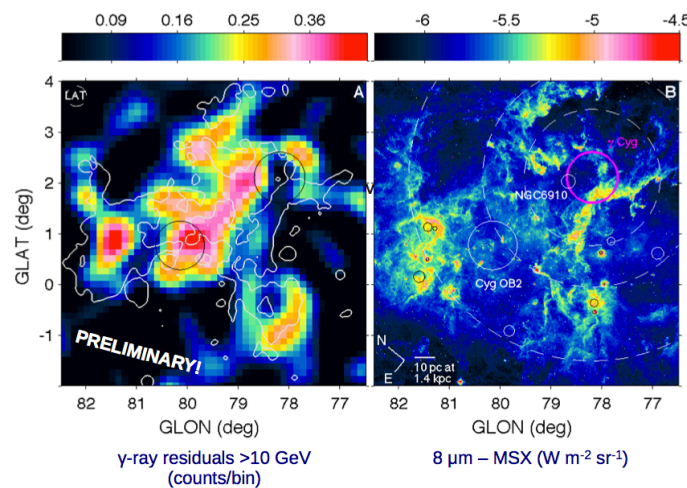 0.09 0.16 0.25 0.36
-6 -5.5 -5 -4.5
4 3 2 1 0 -1
GLAT (deg)
LAT
A
B
γ Cyg
NGC6910
Cyg OB2
PRELIMINARY!
N
E
10 pc at
1.4 kpc
82 81 80 79 78 77
82 81 80 79 78 77
GLON (deg)
GLON (deg)
γ-ray residuals >10 GeV
(counts/bin)
8 μm – MSX (W m⁻² sr⁻¹)